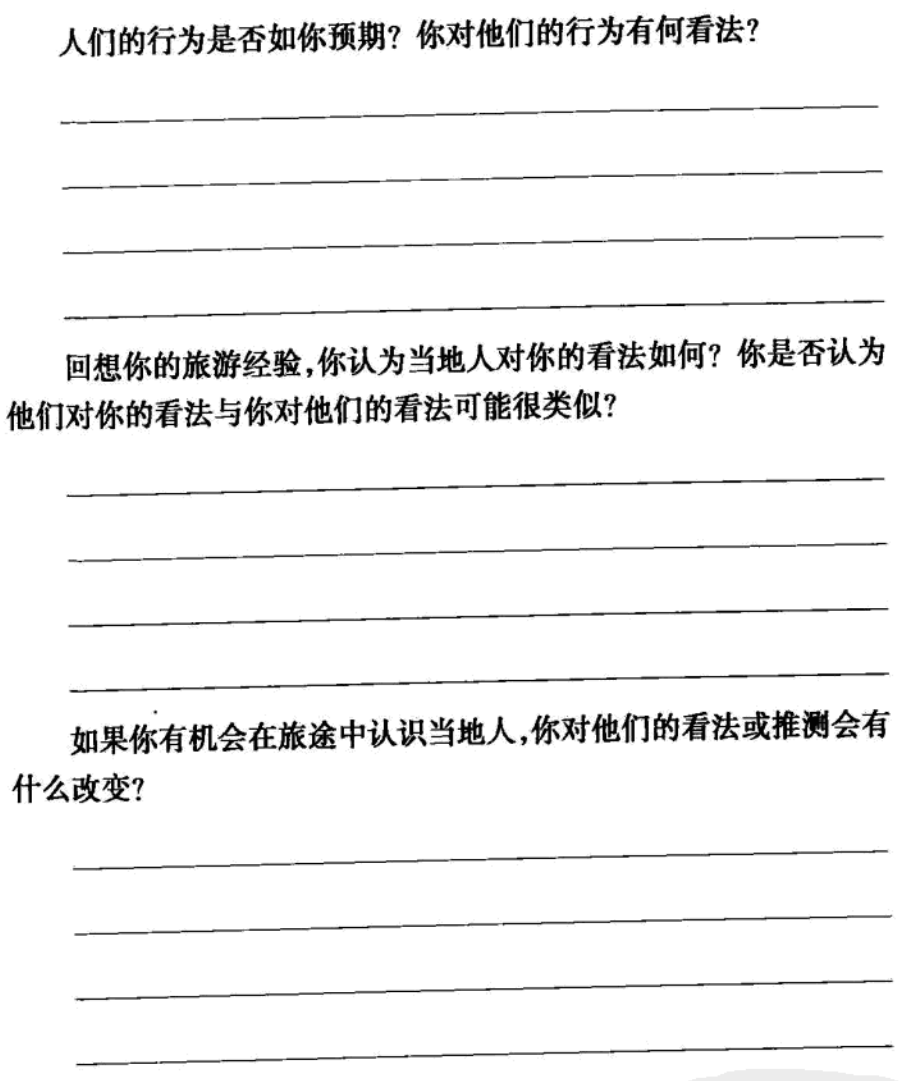 人们的行为是否如你预期？你对他们的行为有何看法？
回想你的旅游经验,你认为当地人对你的看法如何？你是否认为
他们对你的看法与你对他们的看法可能很类似？
如果你有机会在旅途中认识当地人,你对他们的看法或推测会有
什么改变？